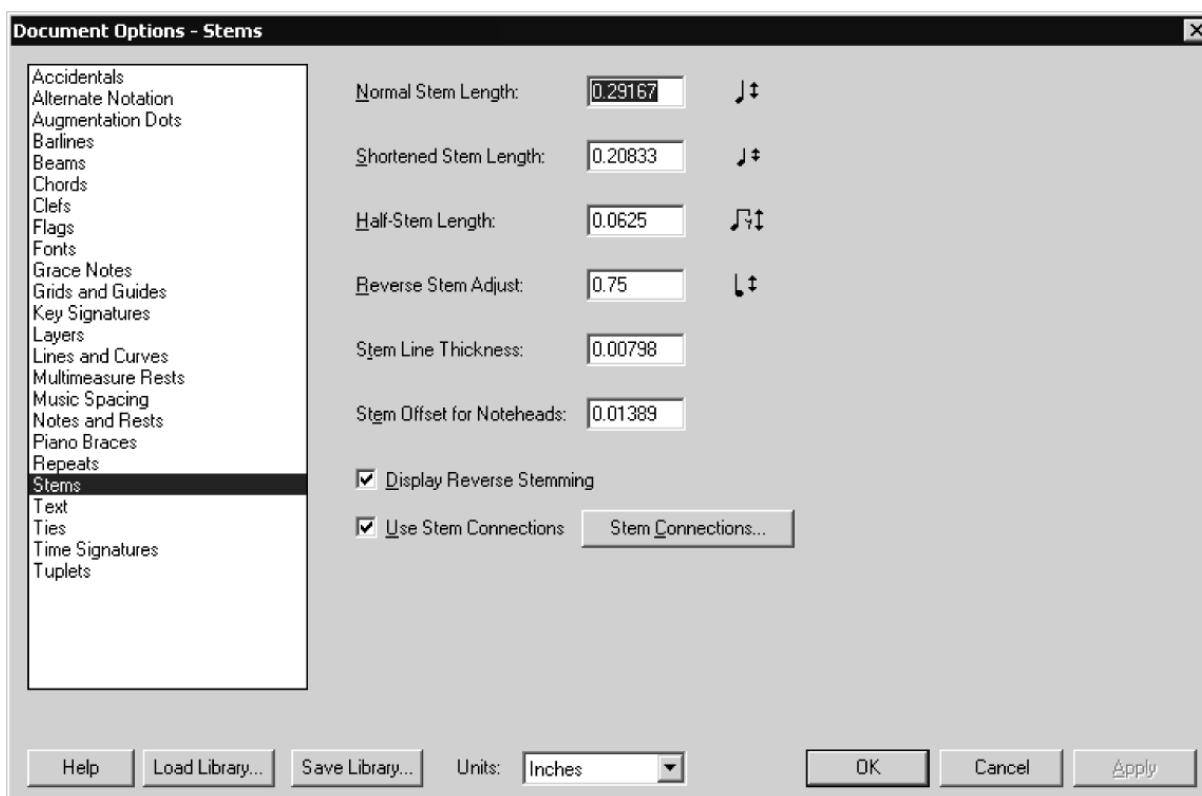 Document Options - Stems
Accidentals
Alternate Notation
Augmentation Dots
Barlines
Beams
Chords
Clefs
Flags
Fonts
Grace Notes
Grids and Guides
Key Signatures
Layers
Lines and Curves
Multimeasure Rests
Music Spacing
Notes and Rests
Piano Braces
Repeats
Stems
Text
Ties
Time Signatures
Tuplets
Normal Stem Length: 0.29167
Shortened Stem Length: 0.20833
Half-Stem Length: 0.0625
Reverse Stem Adjust: 0.75
Stem Line Thickness: 0.00798
Stem Offset for Noteheads: 0.01389
Display Reverse Stemming
Use Stem Connections Stem Connections...
Help Load Library... Save Library... Units: Inches OK Cancel Apply